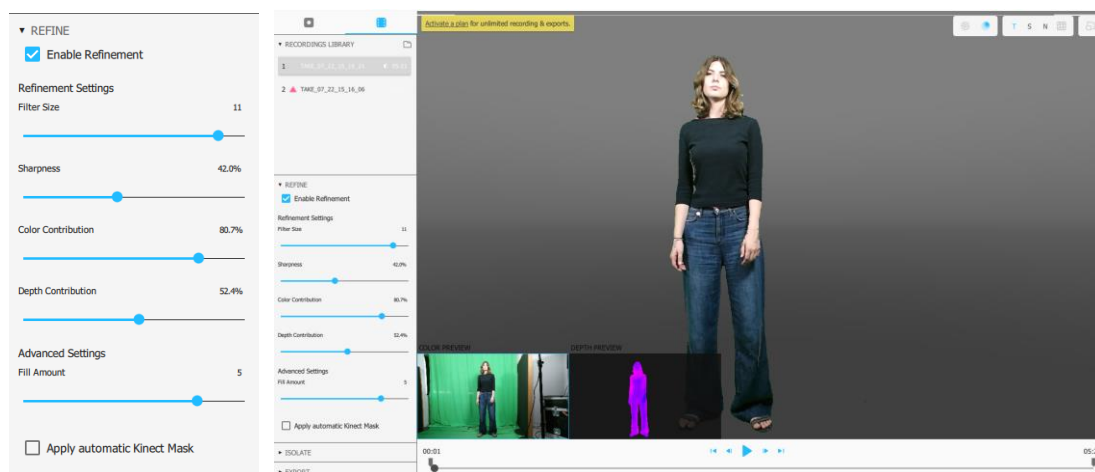 ▼ REFINE
Enable Refinement
Refinement Settings
Filter Size 11
Sharpness 42.0%
Color Contribution 80.7%
Depth Contribution 52.4%
Advanced Settings
Fill Amount 5
Apply automatic Kinect Mask
▾ RECORDINGS LIBRARY
1
2 TAKE_07_22_15_16_06
▾ REFINE
Enable Refinement
Refinement Settings
Filter Size 11
Sharpness 42.0%
Color Contribution 80.7%
Depth Contribution 52.4%
Advanced Settings
Fill Amount 5
Apply automatic Kinect Mask
▸ ISOLATE
▸ EXPORT
Activate a plan for unlimited recording & exports.
T S N
COLOR PREVIEW
DEPTH PREVIEW
00:01